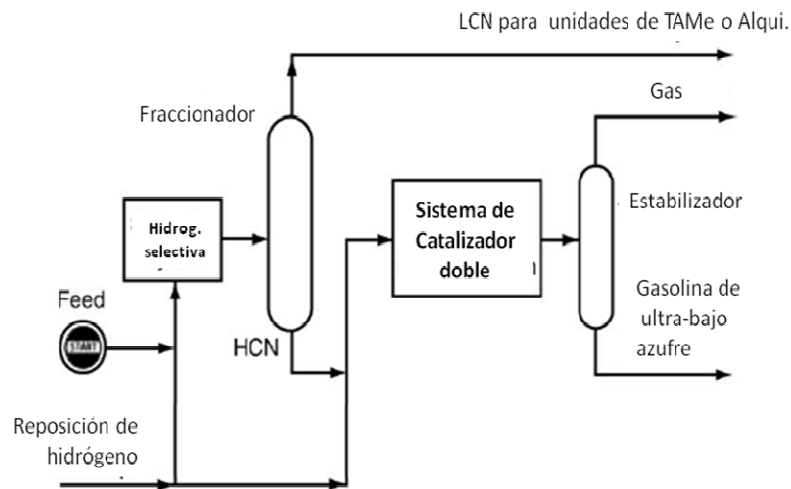 LCN para unidades de TAMe o Alqui.
Gas
Fraccionador
Estabilizador
Sistema de
Catalizador
doble
Hidrog.
selectiva
Gasolina de
ultra-bajo
azufre
Feed
START
HCN
Reposición de
hidrógeno